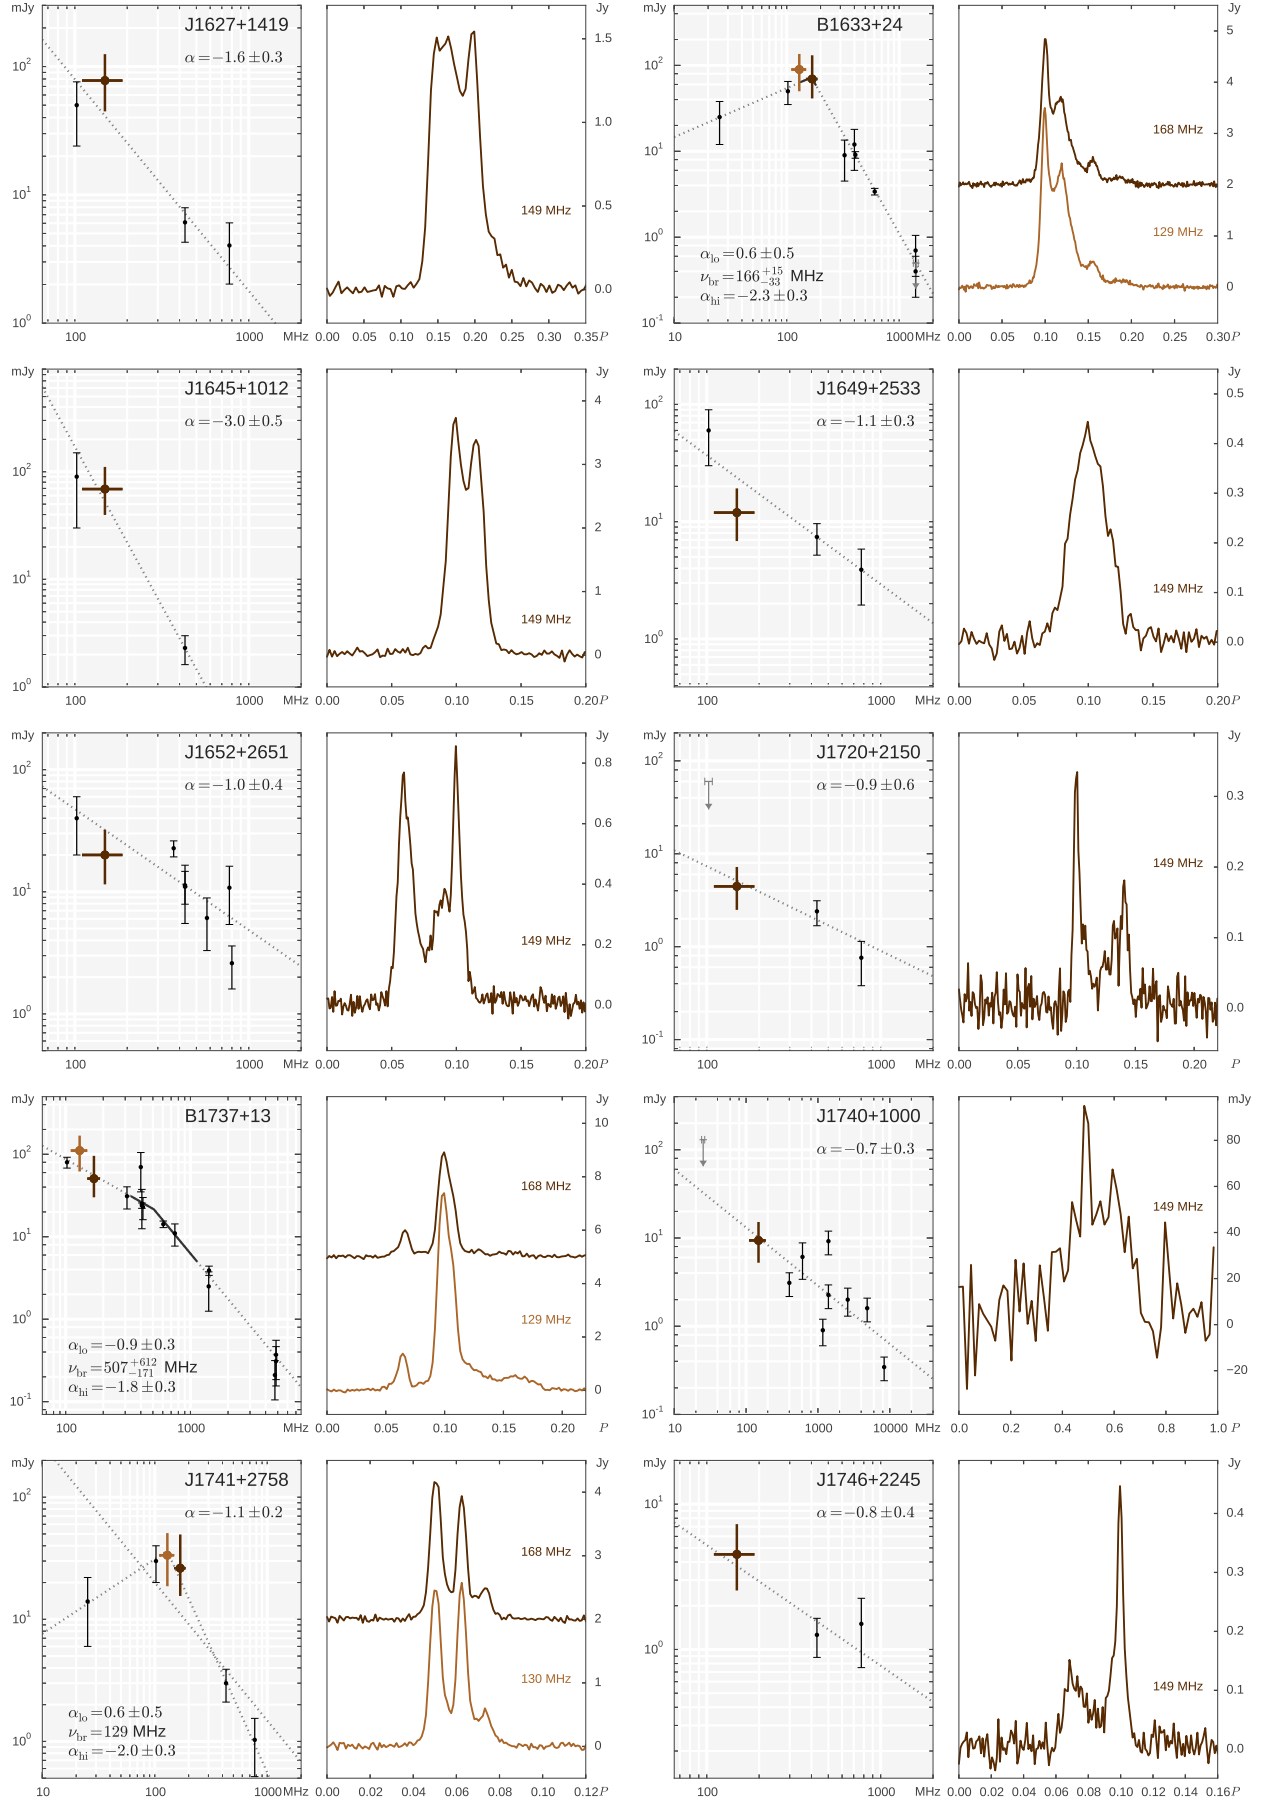 mJy
J1627+1419
α=−1.6±0.3
10²
10¹
10⁰
100
MHz
Jy
1.5
1.0
0.5
0.0
149 MHz
0.00 0.05 0.10 0.15 0.20 0.25 0.30 0.35P
mJy
B1633+24
10²
10¹
10⁰
10⁻¹
α_lo=0.6±0.5
ν_br=166⁺¹⁵₋₃₃ MHz
α_hi=−2.3±0.3
10 100 1000 MHz
Jy
5
4
3
2
1
0
168 MHz
129 MHz
0.00 0.05 0.10 0.15 0.20 0.25 0.30P
mJy
J1645+1012
α=−3.0±0.5
10²
10¹
10⁰
100 1000 MHz
Jy
4
3
2
1
0
149 MHz
0.00 0.05 0.10 0.15 0.20P
mJy
J1649+2533
α=−1.1±0.3
10²
10¹
10⁰
100 1000 MHz
Jy
0.5
0.4
0.3
0.2
0.1
0.0
149 MHz
0.00 0.05 0.10 0.15 0.20P
mJy
J1652+2651
α=−1.0±0.4
10²
10¹
10⁰
100 1000 MHz
Jy
0.8
0.6
0.4
0.2
0.0
149 MHz
0.00 0.05 0.10 0.15 0.20P
mJy
J1720+2150
α=−0.9±0.6
10²
10¹
10⁰
10⁻¹
100 1000 MHz
Jy
0.3
0.2
0.1
0.0
149 MHz
0.00 0.05 0.10 0.15 0.20 P
mJy
B1737+13
10²
10¹
10⁰
10⁻¹
α_lo=−0.9±0.3
ν_br=507⁺⁶¹²₋₁₇₁ MHz
α_hi=−1.8±0.3
100 1000 MHz
Jy
10
8
6
4
2
0
168 MHz
129 MHz
0.00 0.05 0.10 0.15 0.20 P
mJy
J1740+1000
α=−0.7±0.3
10²
10¹
10⁰
10⁻¹
10 100 1000 10000 MHz
mJy
80
60
40
20
0
−20
149 MHz
0.0 0.2 0.4 0.6 0.8 1.0P
mJy
J1741+2758
α=−1.1±0.2
10²
10¹
10⁰
α_lo=0.6±0.5
ν_br=129 MHz
α_hi=−2.0±0.3
10 100 1000MHz
Jy
4
3
2
1
0
168 MHz
130 MHz
0.00 0.02 0.04 0.06 0.08 0.10 0.12P
mJy
J1746+2245
α=−0.8±0.4
10¹
10⁰
100 1000 MHz
Jy
0.4
0.3
0.2
0.1
0.0
149 MHz
0.00 0.02 0.04 0.06 0.08 0.10 0.12 0.14 0.16P